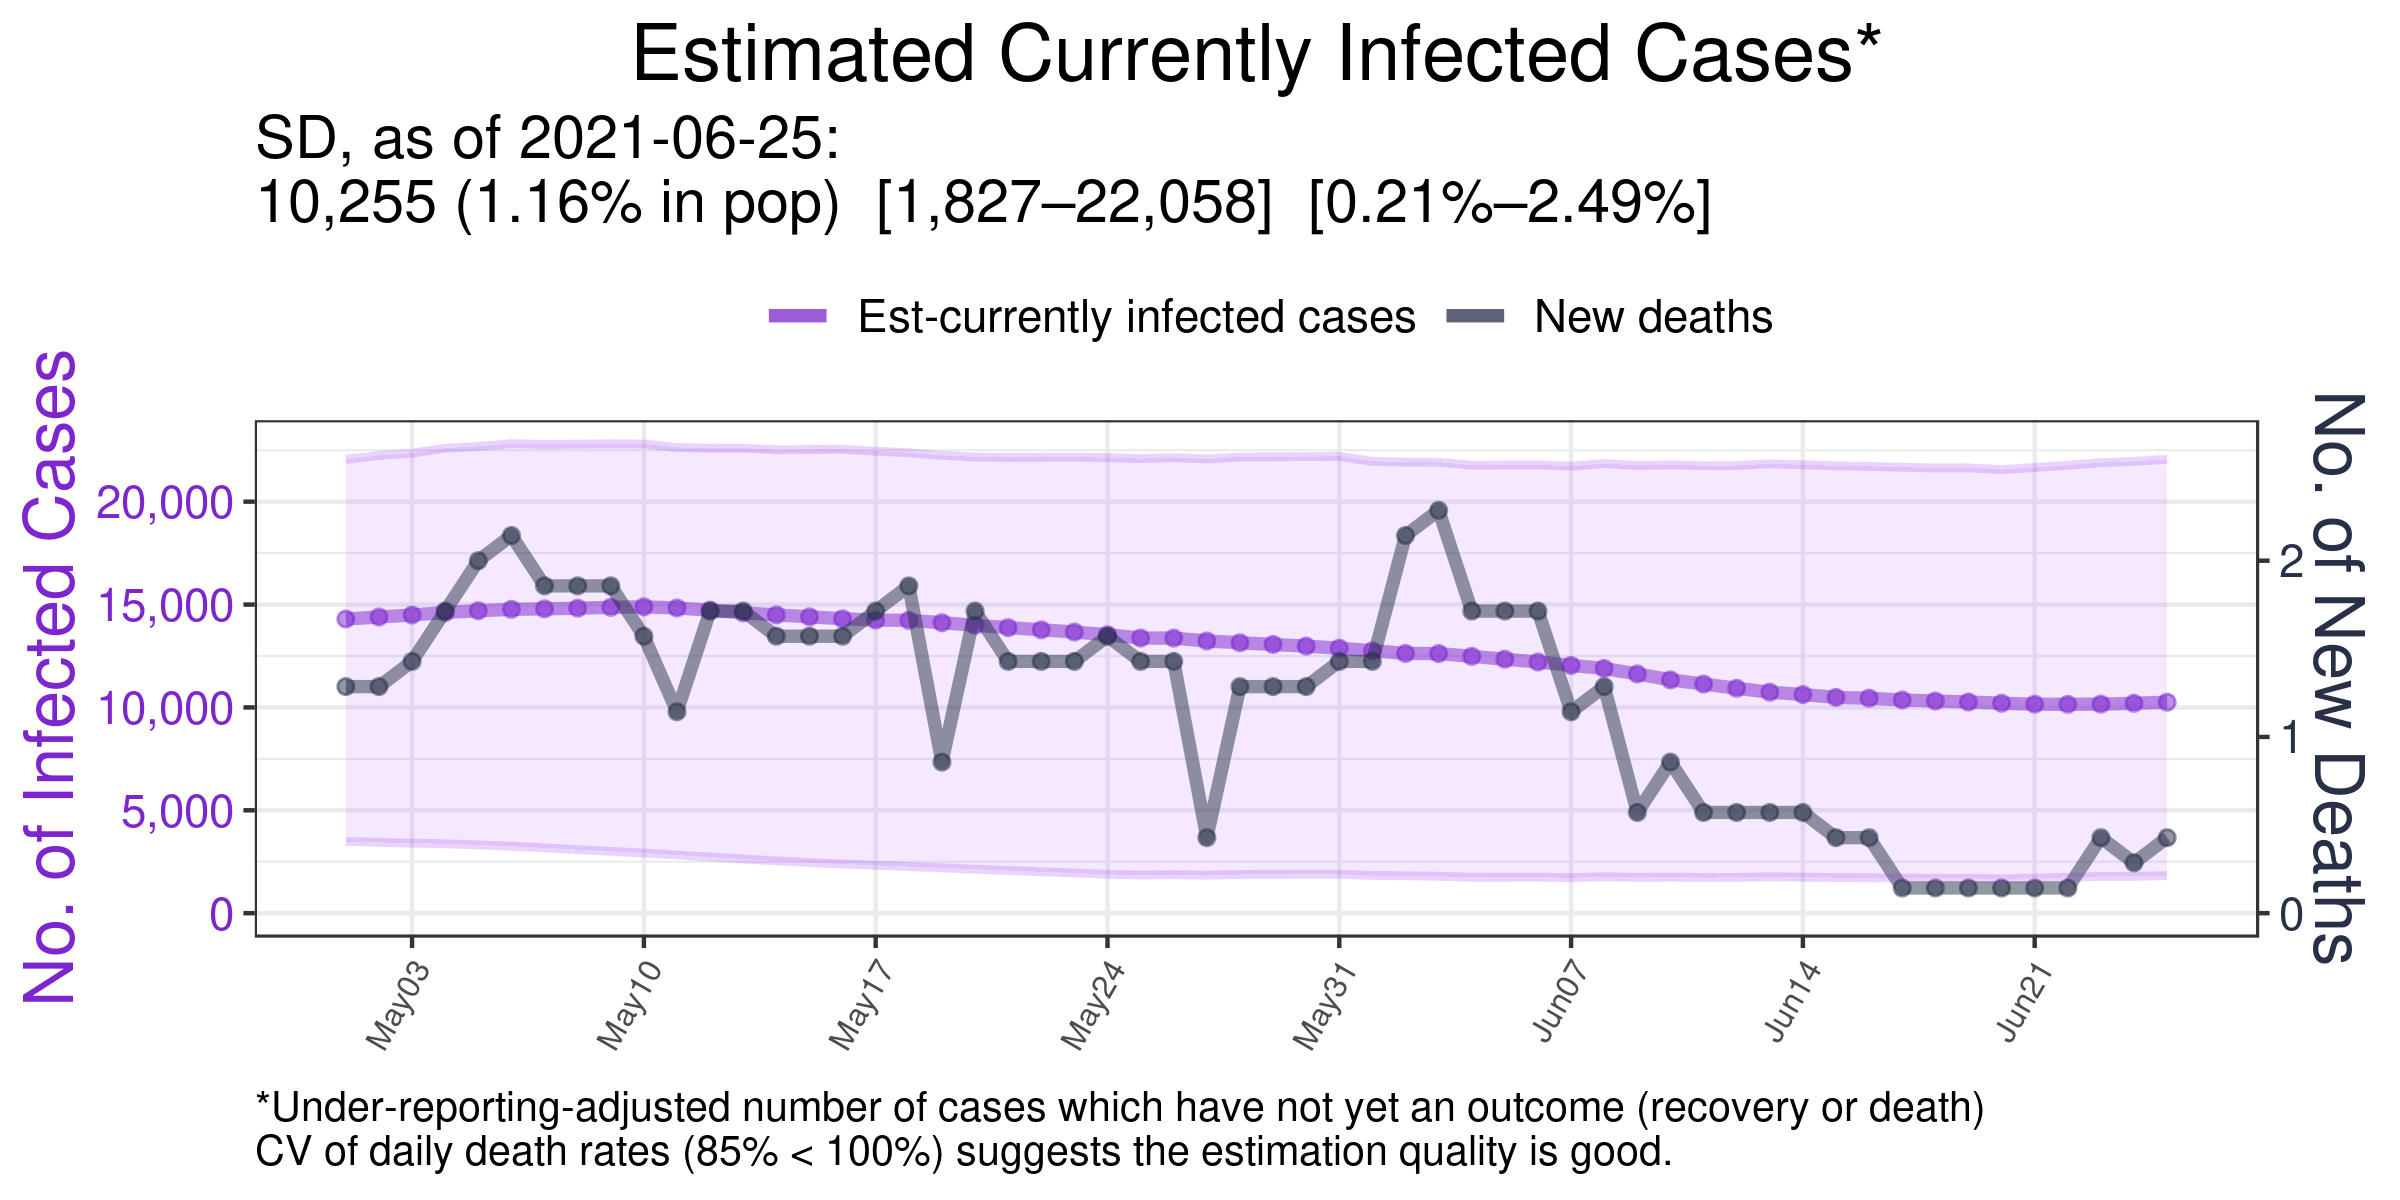 Estimated Currently Infected Cases*
SD, as of 2021-06-25:
10,255 (1.16% in pop)  [1,827–22,058]  [0.21%–2.49%]
Est-currently infected cases
New deaths
No. of Infected Cases
20,000
15,000
10,000
5,000
0
2
1
0
No. of New Deaths
May03
May10
May17
May24
May31
Jun07
Jun14
Jun21
*Under-reporting-adjusted number of cases which have not yet an outcome (recovery or death)
CV of daily death rates (85% < 100%) suggests the estimation quality is good.